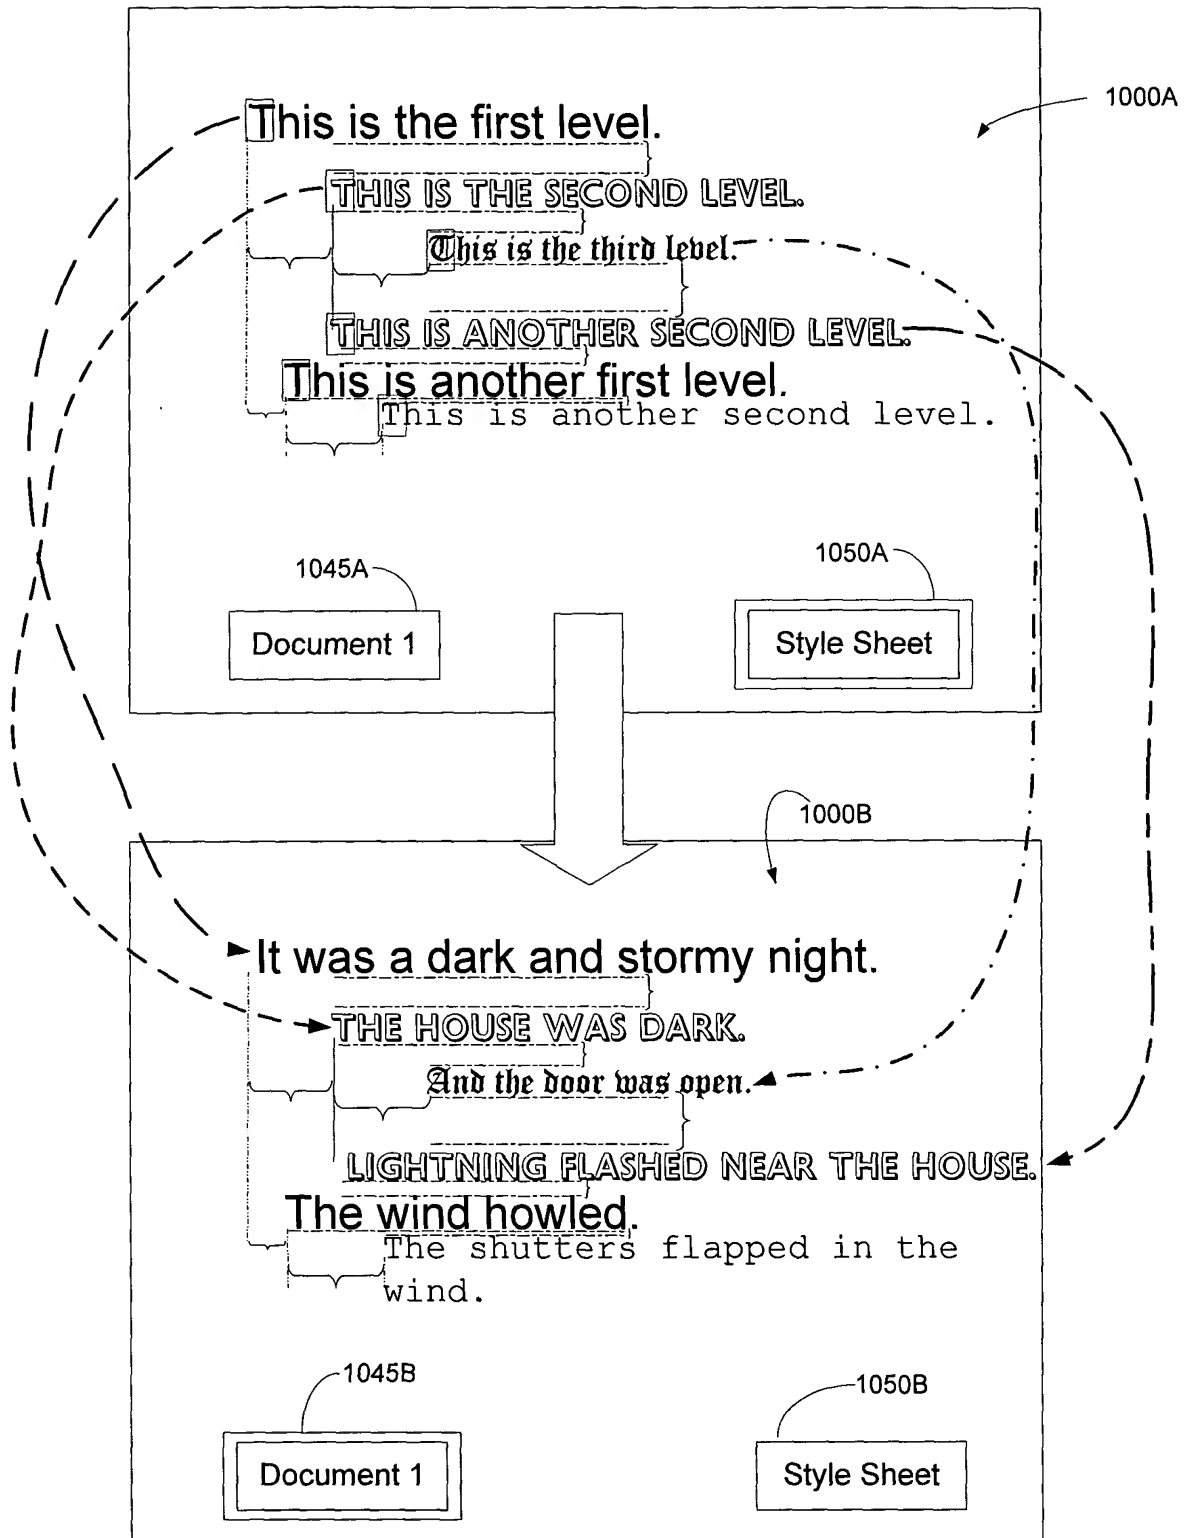 1000A
This is the first level.
THIS IS THE SECOND LEVEL.
This is the third level.
THIS IS ANOTHER SECOND LEVEL.
This is another first level.
This is another second level.
1045A
1050A
Document 1
Style Sheet
1000B
It was a dark and stormy night.
THE HOUSE WAS DARK.
And the door was open.
LIGHTNING FLASHED NEAR THE HOUSE.
The wind howled.
The shutters flapped in the
wind.
1045B
1050B
Document 1
Style Sheet